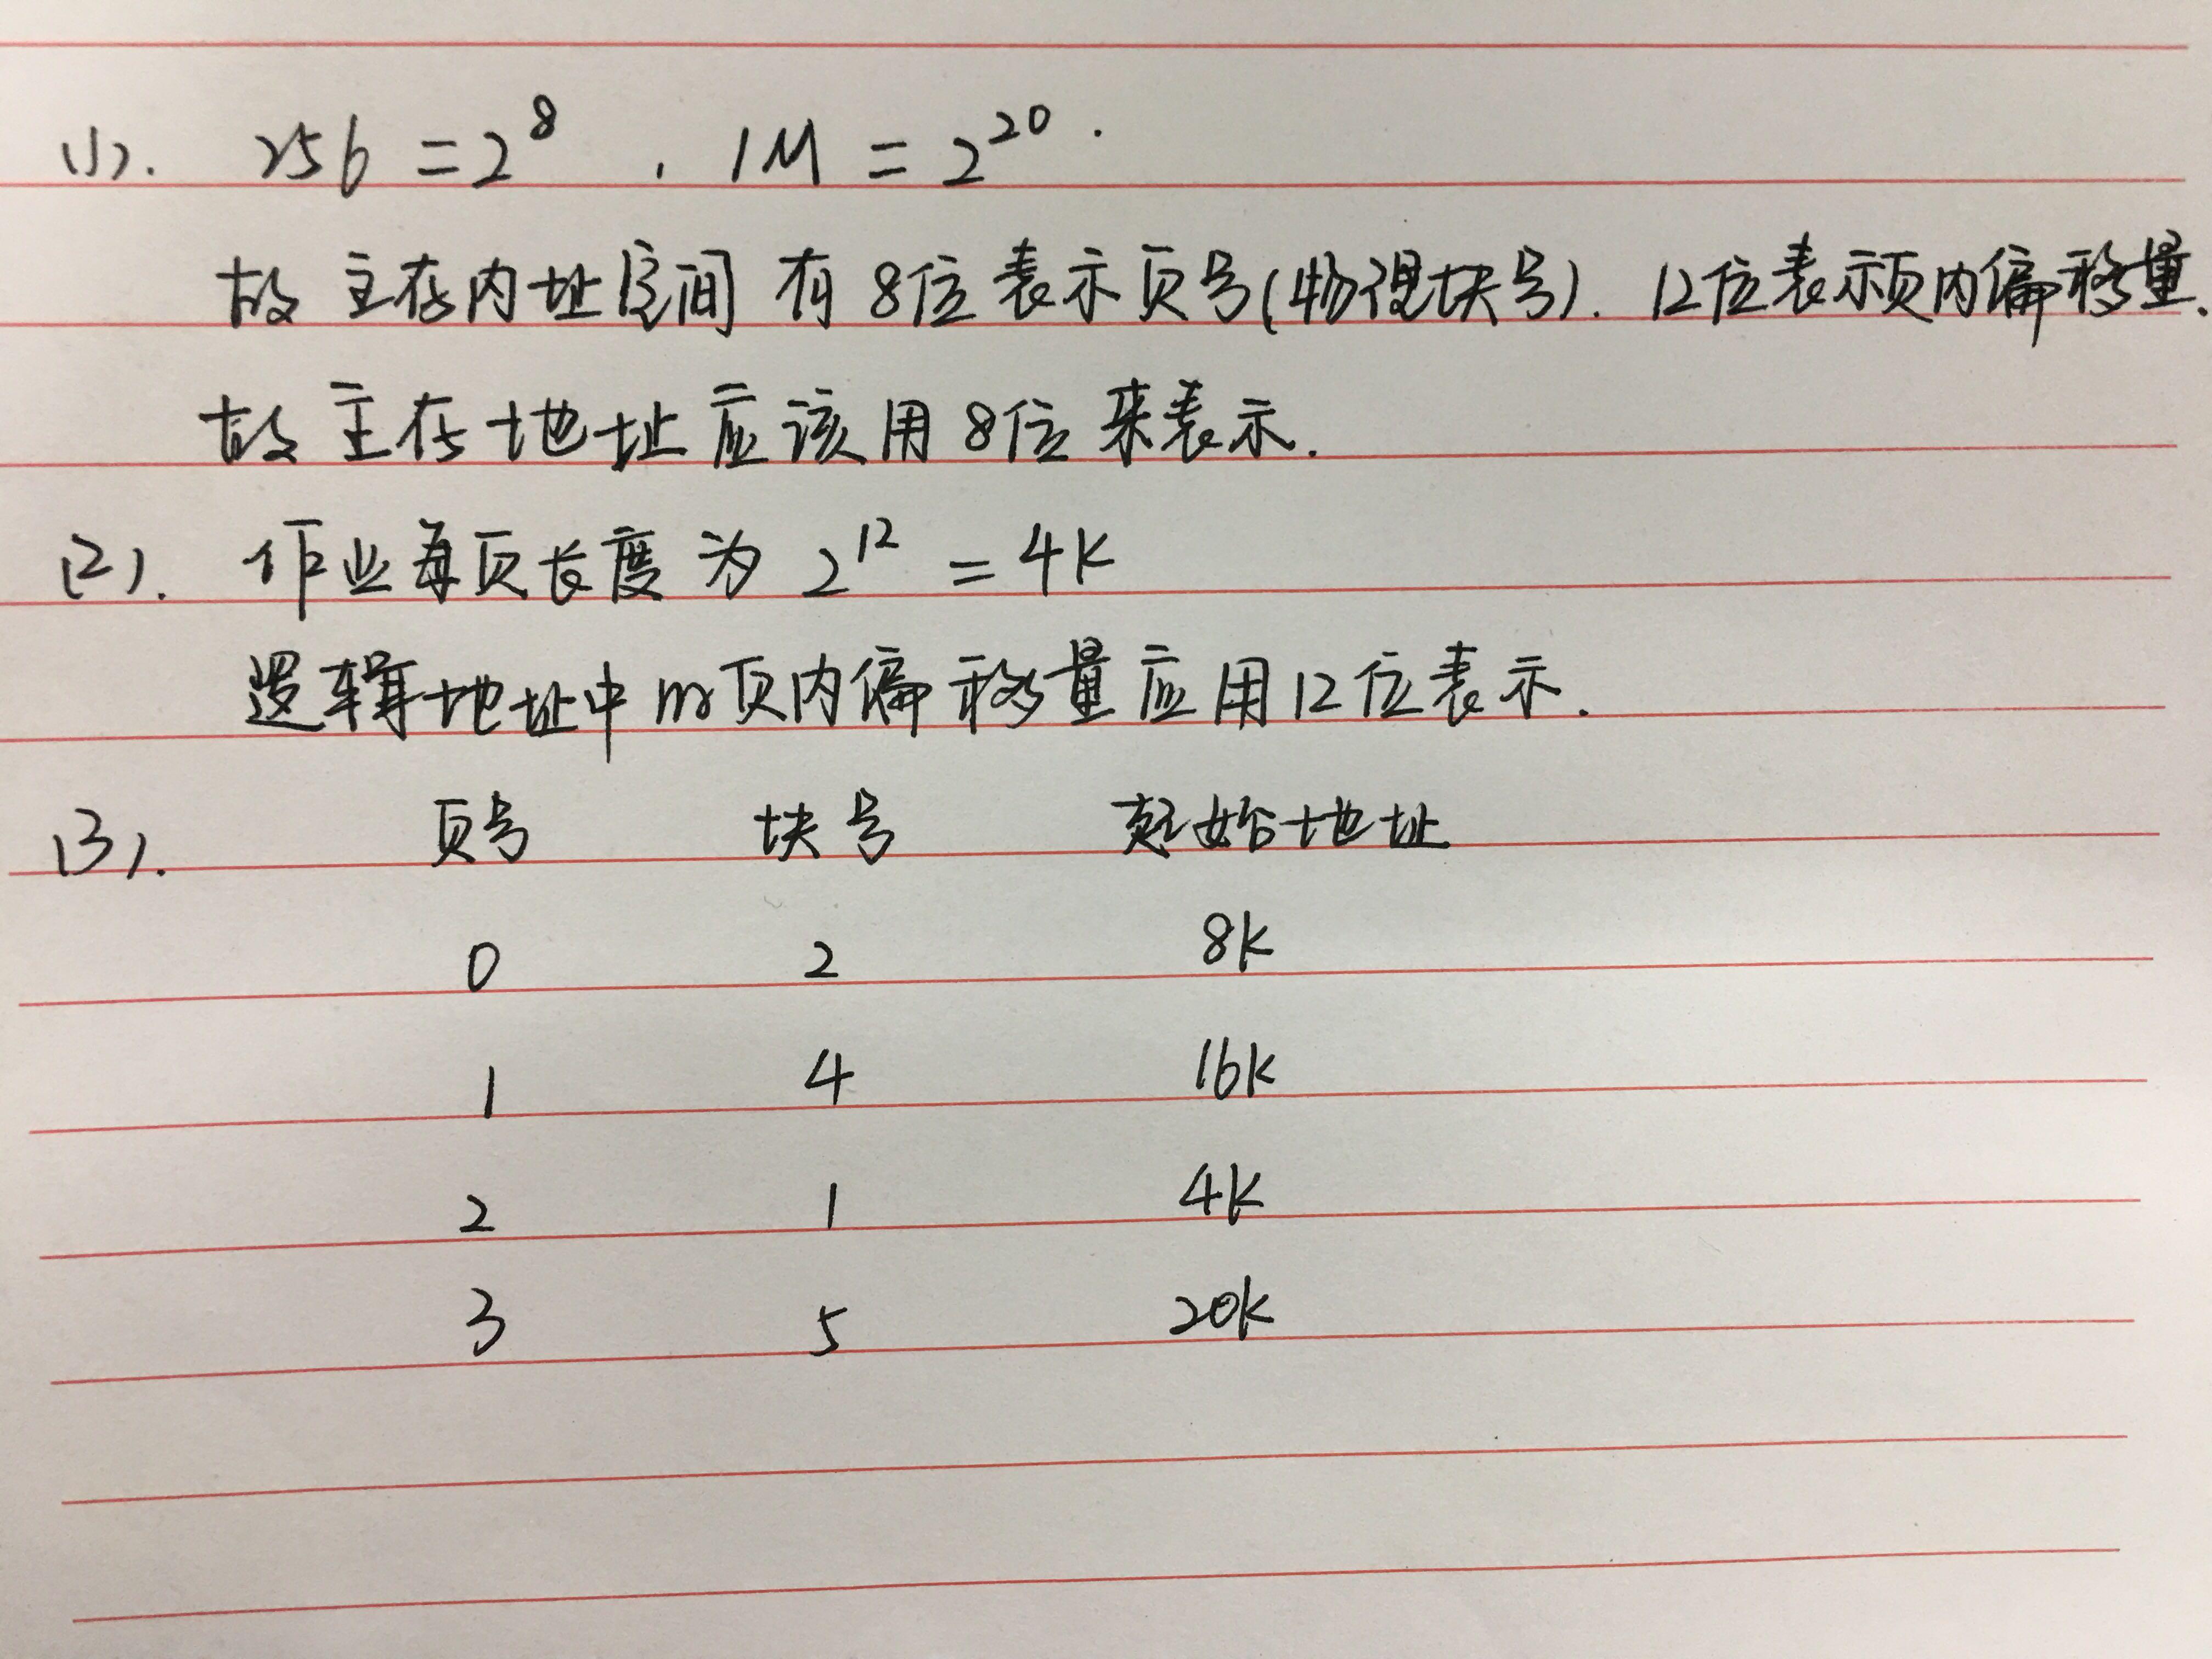 (1). 256 = 2^8 , 1M = 2^20 .
故主存内址空间有8位表示页号(物理块号). 12位表示页内偏移量.
故主存地址应该用8位来表示.
(2). 作业每页长度为 2^12 = 4K
逻辑地址中的页内偏移量应用12位表示.
(3). 页号 块号 起始地址
0 2 8K
1 4 16K
2 1 4K
3 5 20K